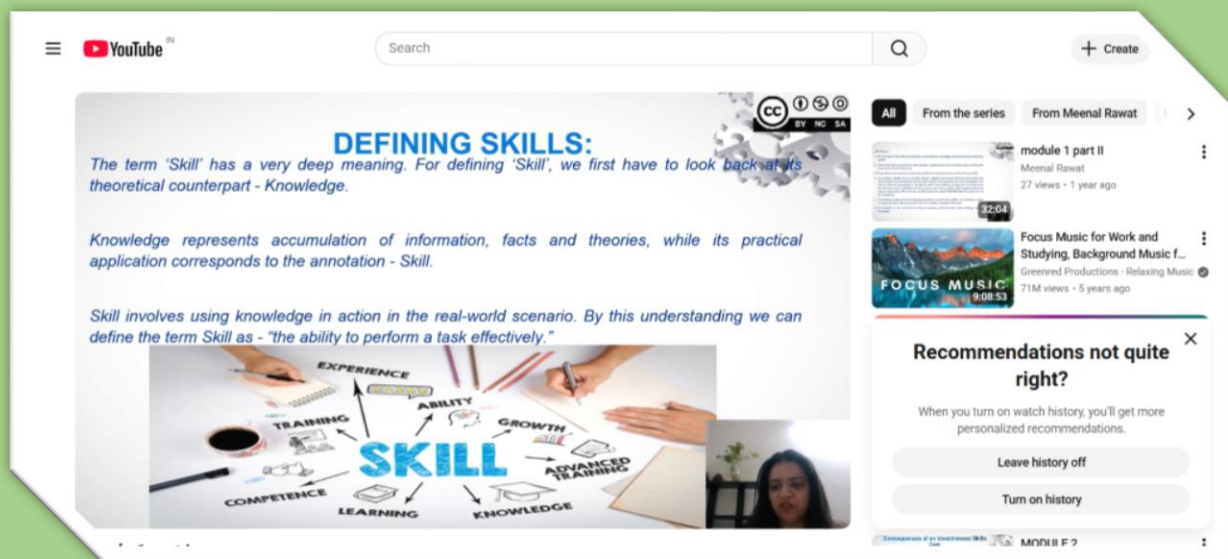 YouTube IN
Search
Create
DEFINING SKILLS:
The term ‘Skill’ has a very deep meaning. For defining ‘Skill’, we first have to look back at its
theoretical counterpart - Knowledge.
Knowledge represents accumulation of information, facts and theories, while its practical
application corresponds to the annotation - Skill.
Skill involves using knowledge in action in the real-world scenario. By this understanding we can
define the term Skill as - “the ability to perform a task effectively.”
cc
BY NC SA
EXPERIENCE
ABILITY
TRAINING
GROWTH
SKILL
ADVANCED
TRAINING
COMPETENCE
LEARNING
KNOWLEDGE
All
From the series
From Meenal Rawat
module 1 part II
Meenal Rawat
27 views • 1 year ago
32:04
Focus Music for Work and
Studying, Background Music f...
Greenred Productions - Relaxing Music
71M views • 5 years ago
FOCUS MUSIC
9:08:53
Recommendations not quite
right?
When you turn on watch history, you'll get more
personalized recommendations.
Leave history off
Turn on history
MODULE 2